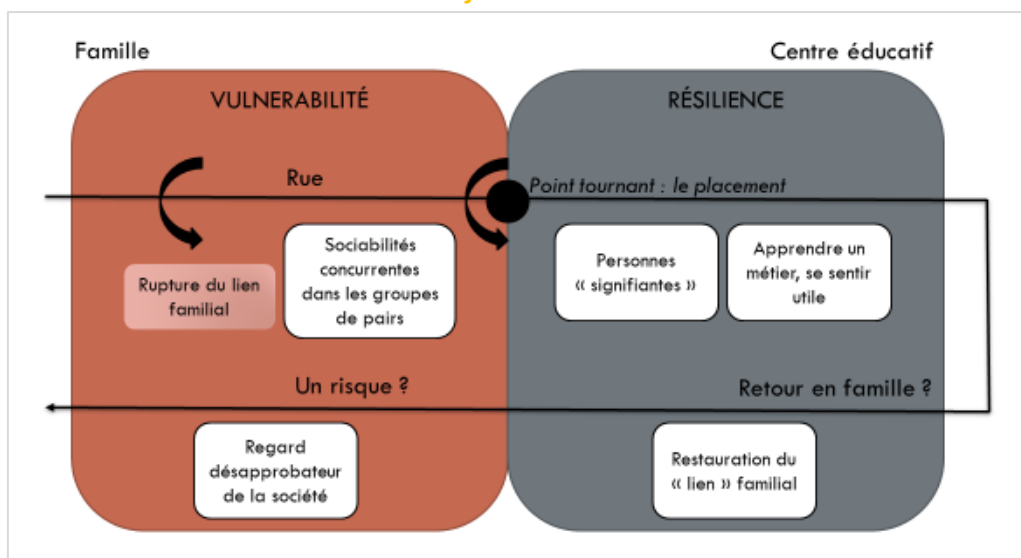 Famille
Centre éducatif
VULNERABILITÉ
RÉSILIENCE
Rue
Point tournant : le placement
Rupture du lien
familial
Sociabilités
concurrentes
dans les groupes
de pairs
Personnes
« signifiantes »
Apprendre un
métier, se sentir
utile
Un risque ?
Retour en famille ?
Regard
désapprobateur
de la société
Restauration du
« lien » familial